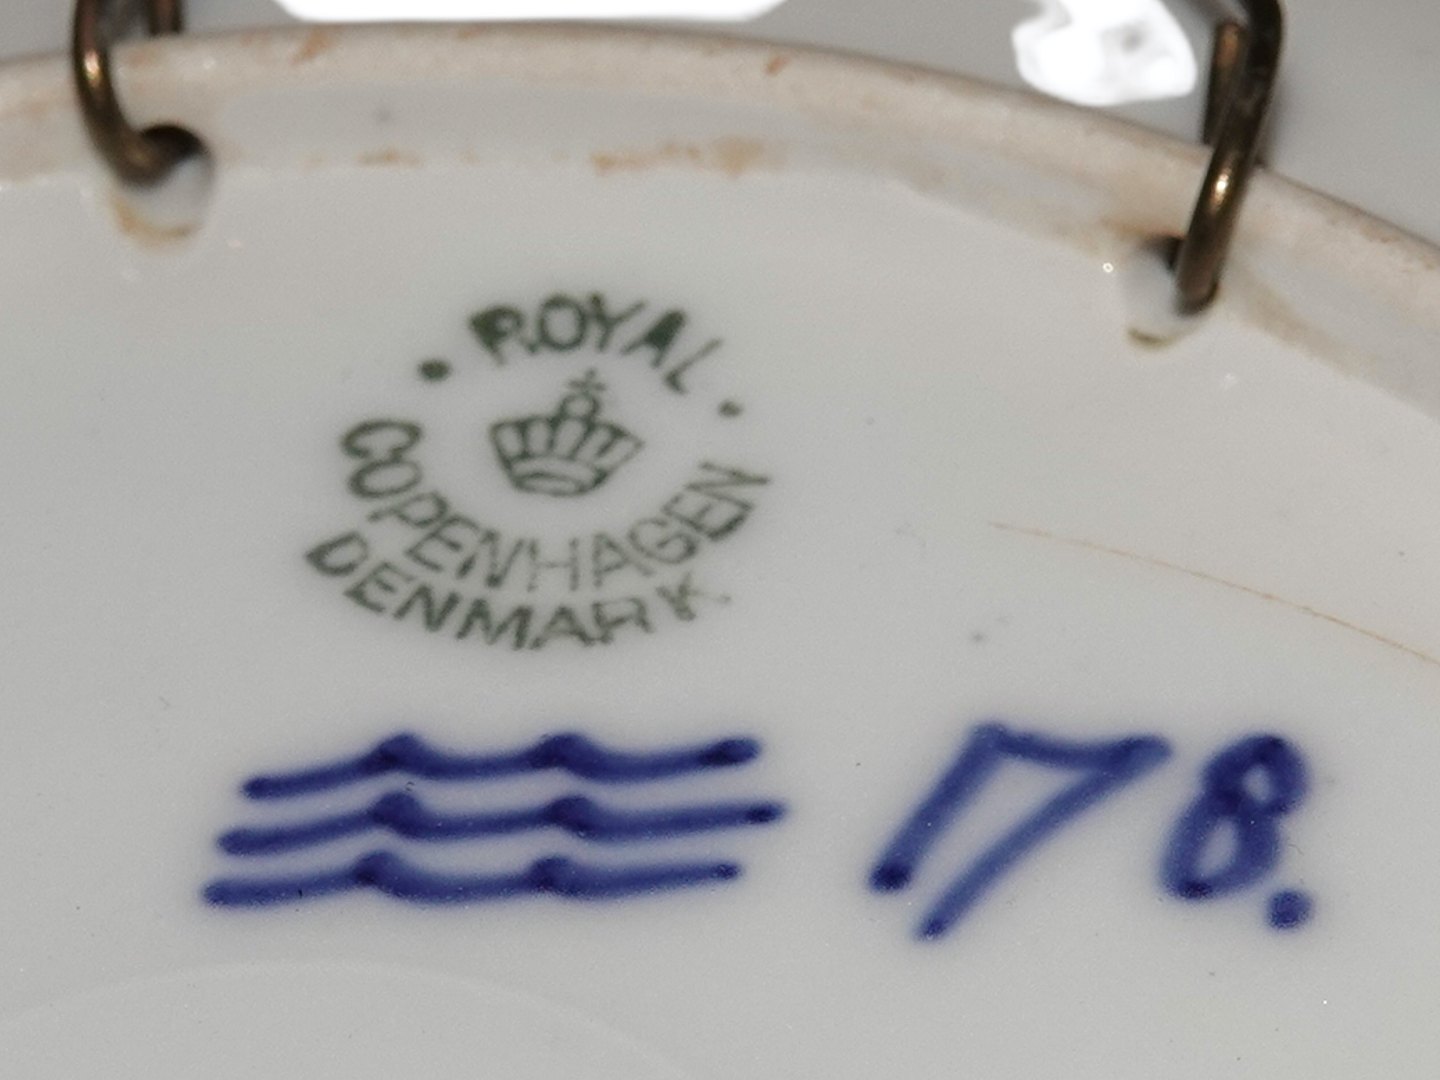 · ROYAL ·
COPENHAGEN
DENMARK
178.